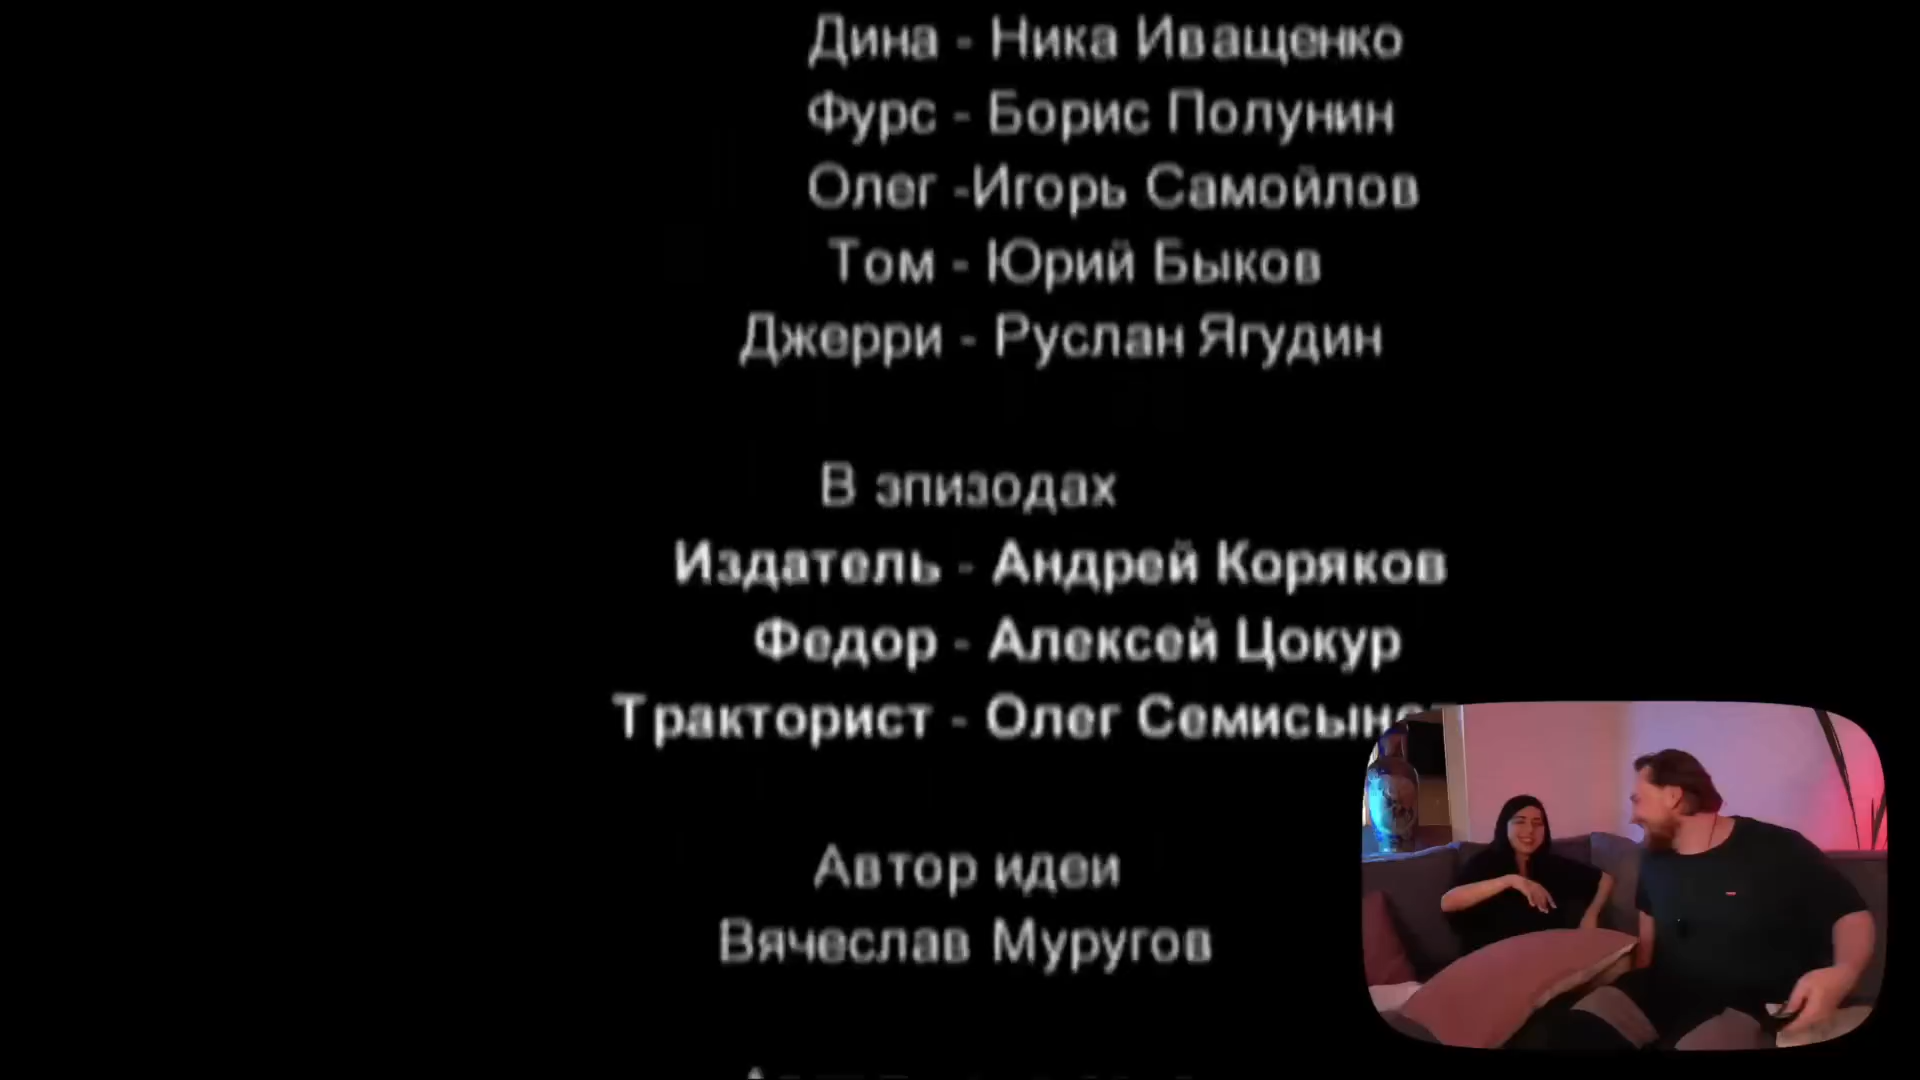 Дина - Ника Иващенко
Фурс - Борис Полунин
Олег -Игорь Самойлов
Том - Юрий Быков
Джерри - Руслан Ягудин
В эпизодах
Издатель - Андрей Коряков
Федор - Алексей Цокур
Тракторист - Олег
Автор идеи
Вячеслав Муругов